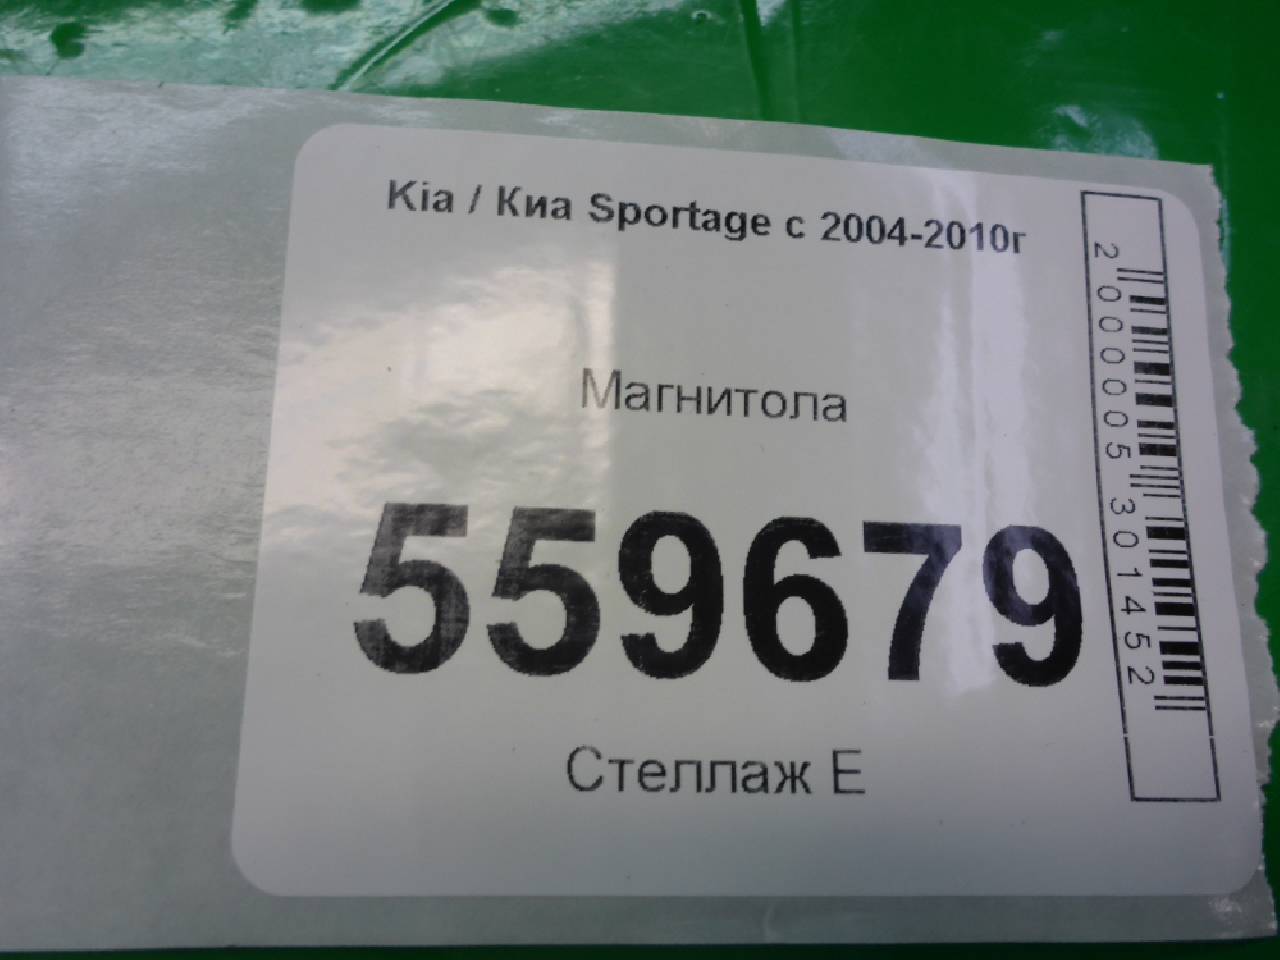 Kia / Киа Sportage с 2004-2010г
Магнитола
559679
Стеллаж Е
2000005301452